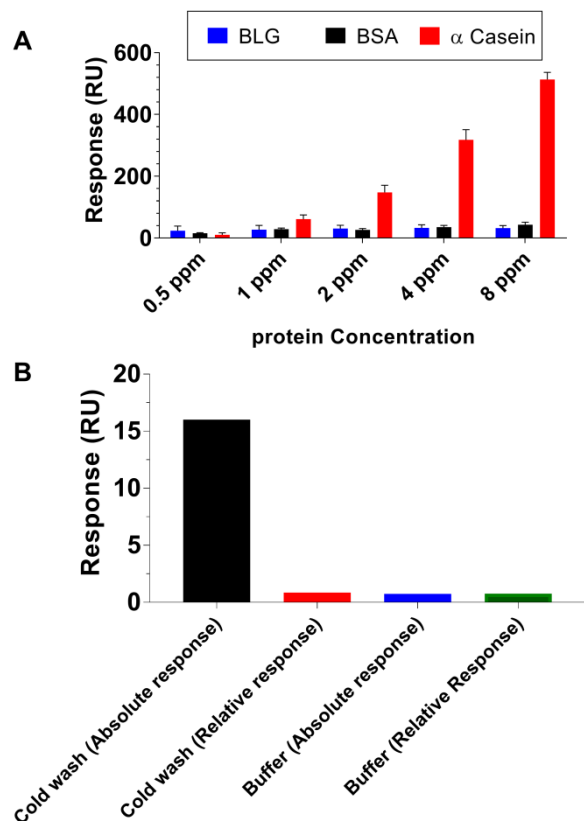 A
BLG BSA α Casein
Response (RU)
600
400
200
0
0.5 ppm
1 ppm
2 ppm
4 ppm
8 ppm
protein Concentration
B
Response (RU)
20
15
10
5
0
Cold wash (Absolute response)
Cold wash (Relative response)
Buffer (Absolute response)
Buffer (Relative Response)